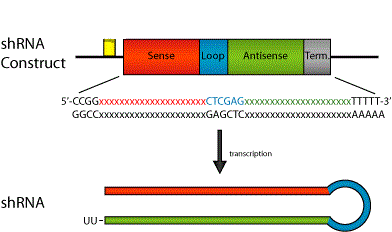 shRNA
Construct
Sense Loop Antisense Term.
5'-CCGGxxxxxxxxxxxxxxxxxxxxxCTCGAGxxxxxxxxxxxxxxxxxxxxxTTTTT-3'
GGCCxxxxxxxxxxxxxxxxxxxxxGAGCTCxxxxxxxxxxxxxxxxxxxxxAAAAA
transcription
shRNA
UU